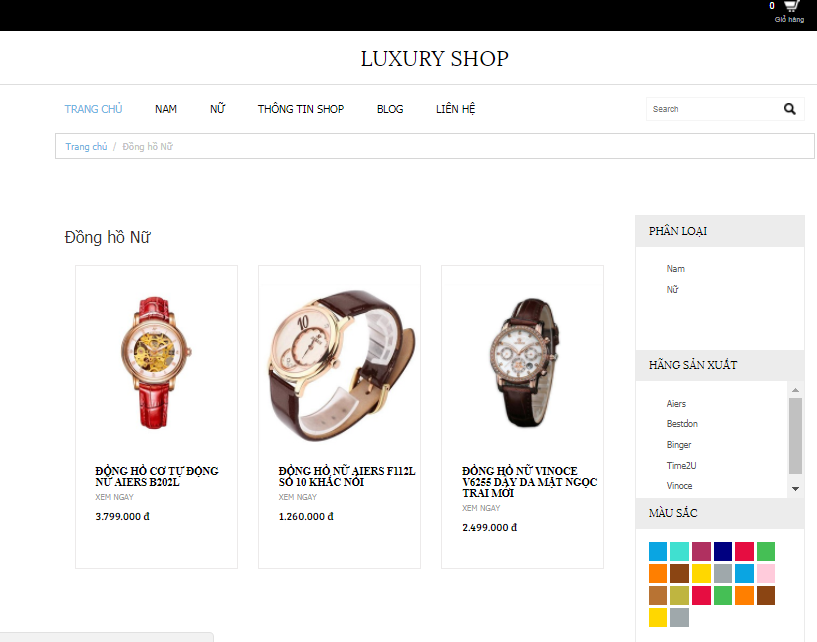 0
Giỏ hàng
LUXURY SHOP
TRANG CHỦ NAM NỮ THÔNG TIN SHOP BLOG LIÊN HỆ Search
Trang chủ / Đồng hồ Nữ
Đồng hồ Nữ
ĐỒNG HỒ CƠ TỰ ĐỘNG
NỮ AIERS B202L
XEM NGAY
3.799.000 đ
ĐỒNG HỒ NỮ AIERS F112L
SỐ 10 KHẮC NỔI
XEM NGAY
1.260.000 đ
ĐỒNG HỒ NỮ VINOCE
V6255 DÂY DA MẶT NGỌC
TRAI MỚI
XEM NGAY
2.499.000 đ
PHÂN LOẠI
Nam
Nữ
HÃNG SẢN XUẤT
Aiers
Bestdon
Binger
Time2U
Vinoce
MÀU SẮC